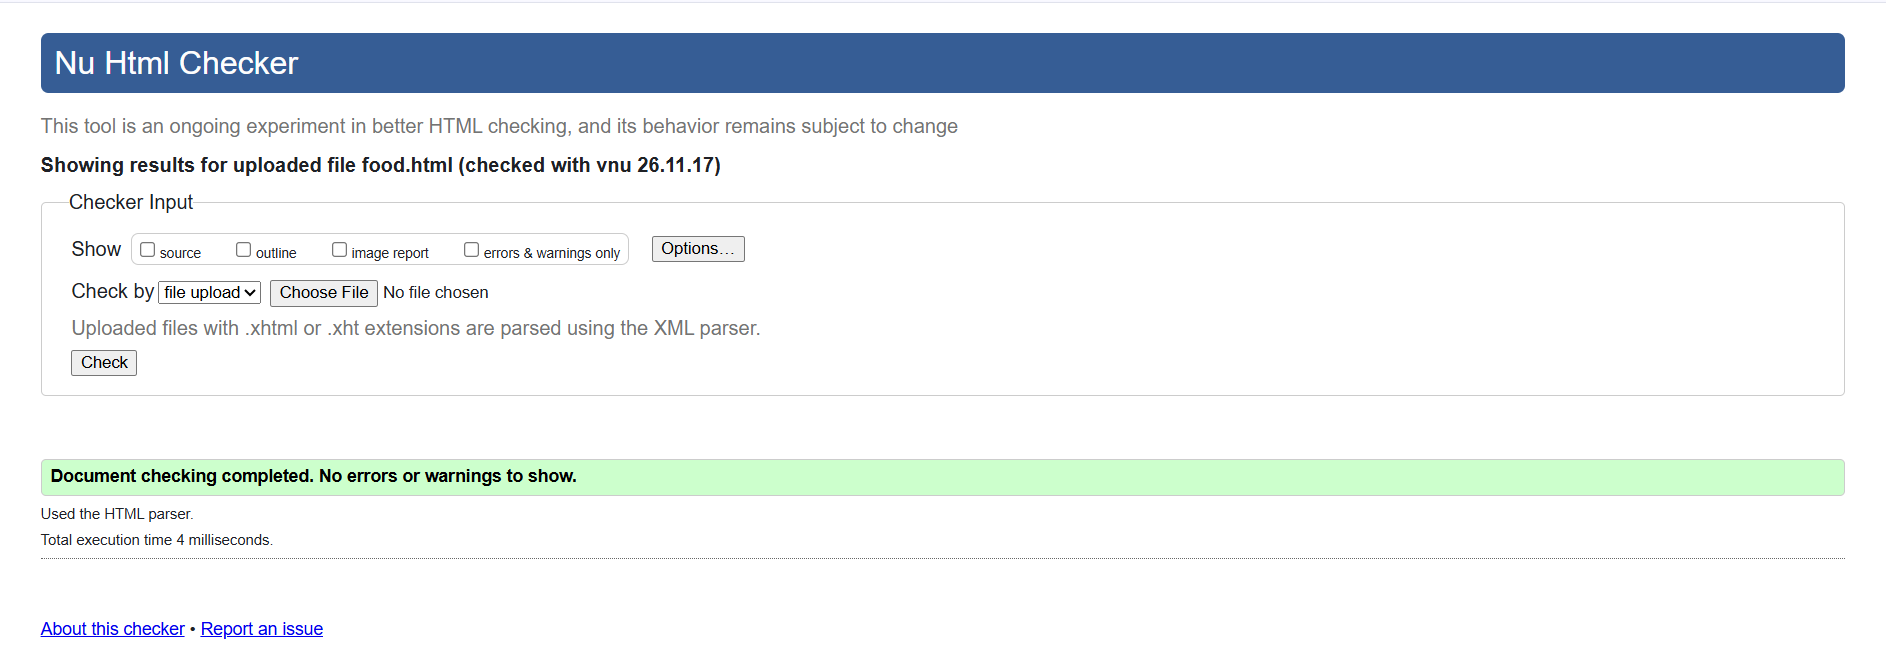 Nu Html Checker
This tool is an ongoing experiment in better HTML checking, and its behavior remains subject to change
Showing results for uploaded file food.html (checked with vnu 26.11.17)
Checker Input
Show source outline image report errors & warnings only Options…
Check by file upload Choose File No file chosen
Uploaded files with .xhtml or .xht extensions are parsed using the XML parser.
Check
Document checking completed. No errors or warnings to show.
Used the HTML parser.
Total execution time 4 milliseconds.
About this checker • Report an issue